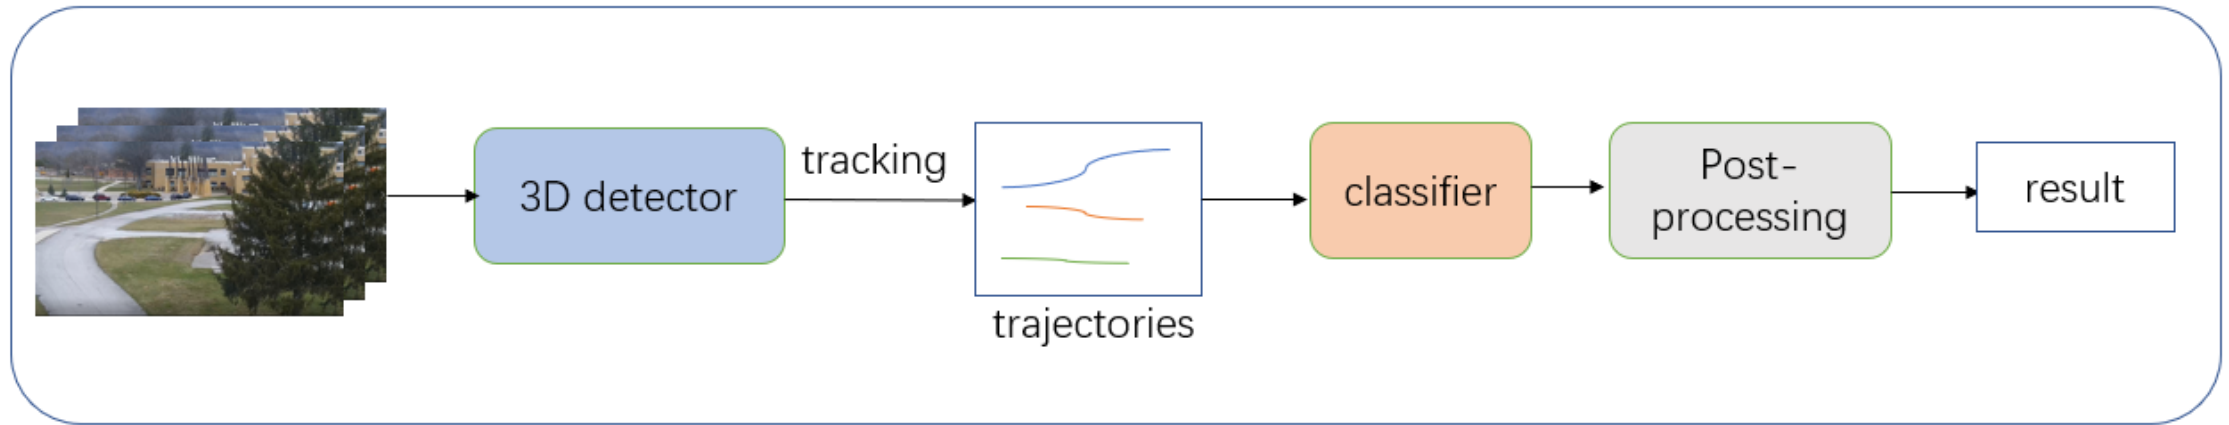 3D detector
tracking
trajectories
classifier
Post-
processing
result